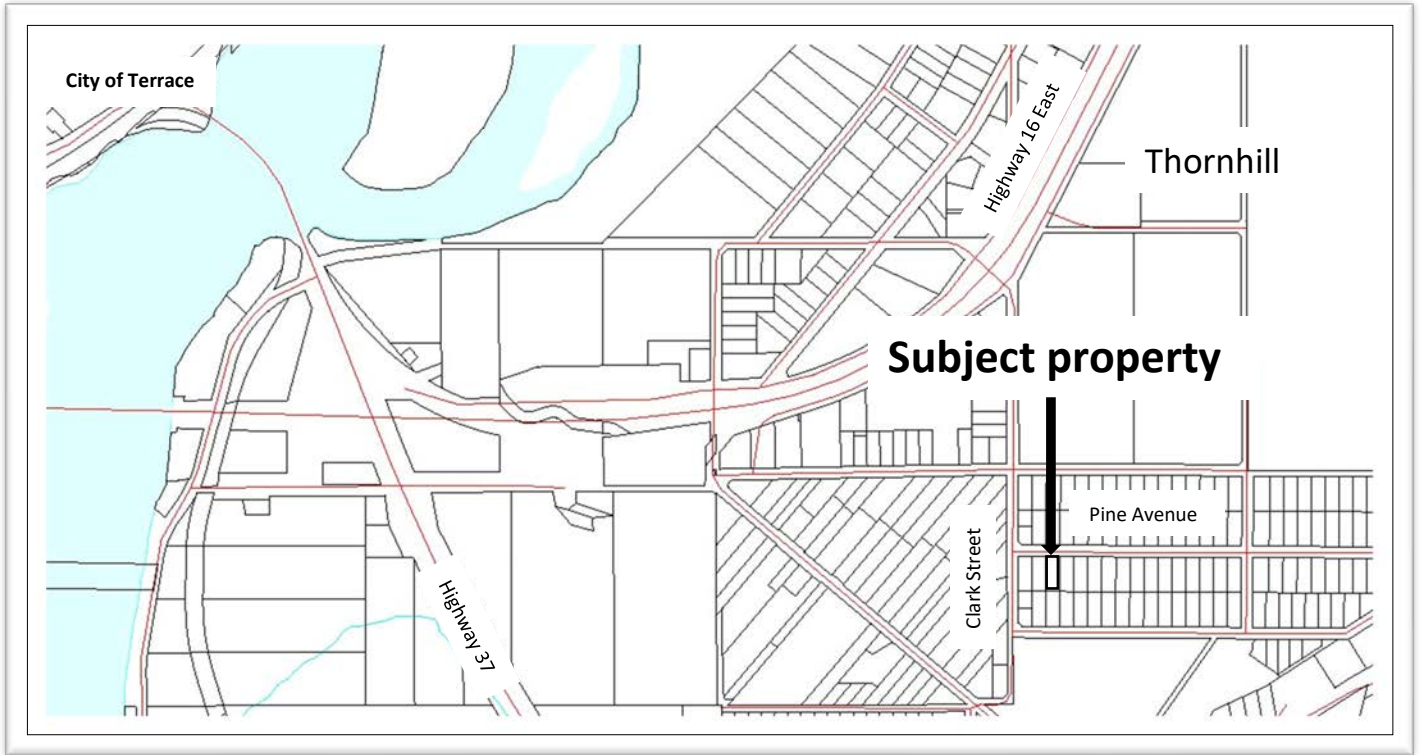 City of Terrace
Highway 16 East
Thornhill
Subject property
Pine Avenue
Clark Street
Highway 37